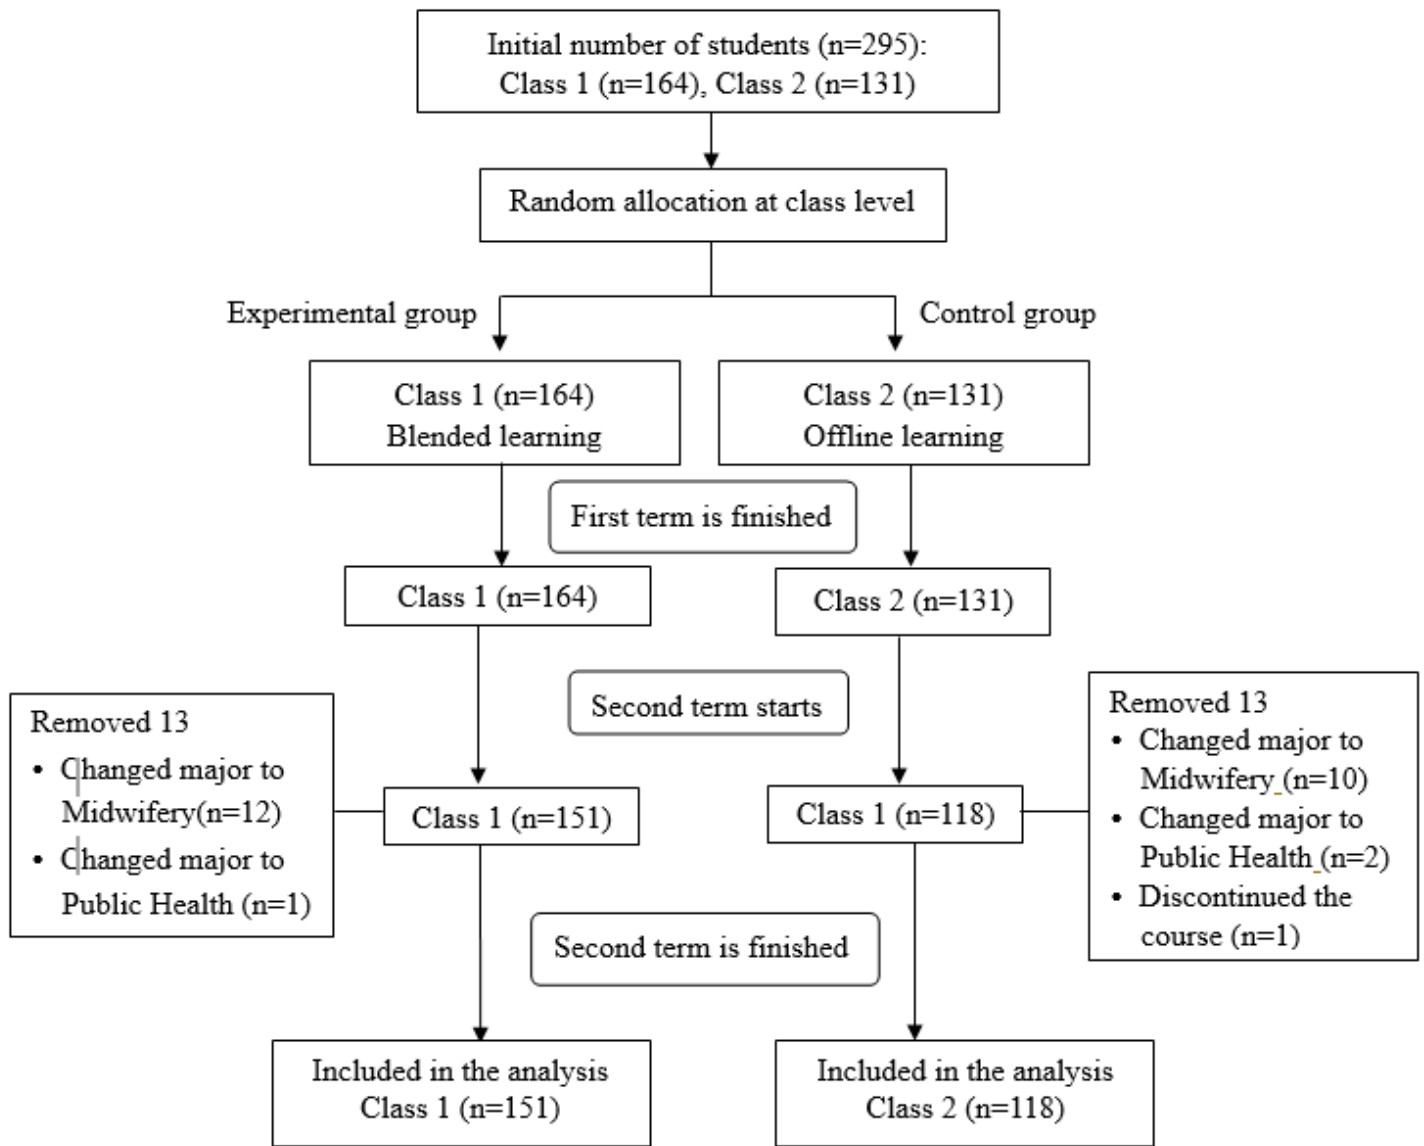 Initial number of students (n=295):
Class 1 (n=164), Class 2 (n=131)
Random allocation at class level
Experimental group
Control group
Class 1 (n=164)
Blended learning
Class 2 (n=131)
Offline learning
First term is finished
Class 1 (n=164)
Class 2 (n=131)
Second term starts
Removed 13
• Changed major to
Midwifery(n=12)
• Changed major to
Public Health (n=1)
Class 1 (n=151)
Class 1 (n=118)
Removed 13
• Changed major to
Midwifery (n=10)
• Changed major to
Public Health (n=2)
• Discontinued the
course (n=1)
Second term is finished
Included in the analysis
Class 1 (n=151)
Included in the analysis
Class 2 (n=118)